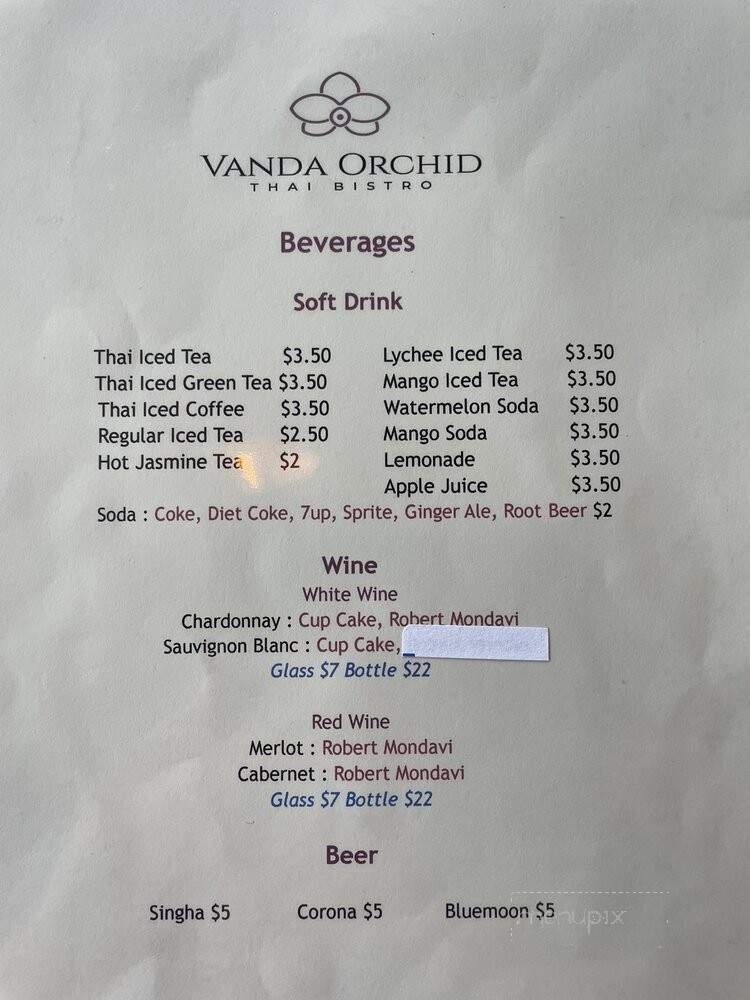 VANDA ORCHID
THAI BISTRO
Beverages
Soft Drink
Thai Iced Tea $3.50
Thai Iced Green Tea $3.50
Thai Iced Coffee $3.50
Regular Iced Tea $2.50
Hot Jasmine Tea $2
Lychee Iced Tea $3.50
Mango Iced Tea $3.50
Watermelon Soda $3.50
Mango Soda $3.50
Lemonade $3.50
Apple Juice $3.50
Soda : Coke, Diet Coke, 7up, Sprite, Ginger Ale, Root Beer $2
Wine
White Wine
Chardonnay : Cup Cake, Robert Mondavi
Sauvignon Blanc : Cup Cake,
Glass $7 Bottle $22
Red Wine
Merlot : Robert Mondavi
Cabernet : Robert Mondavi
Glass $7 Bottle $22
Beer
Singha $5 Corona $5 Bluemoon $5
menupix